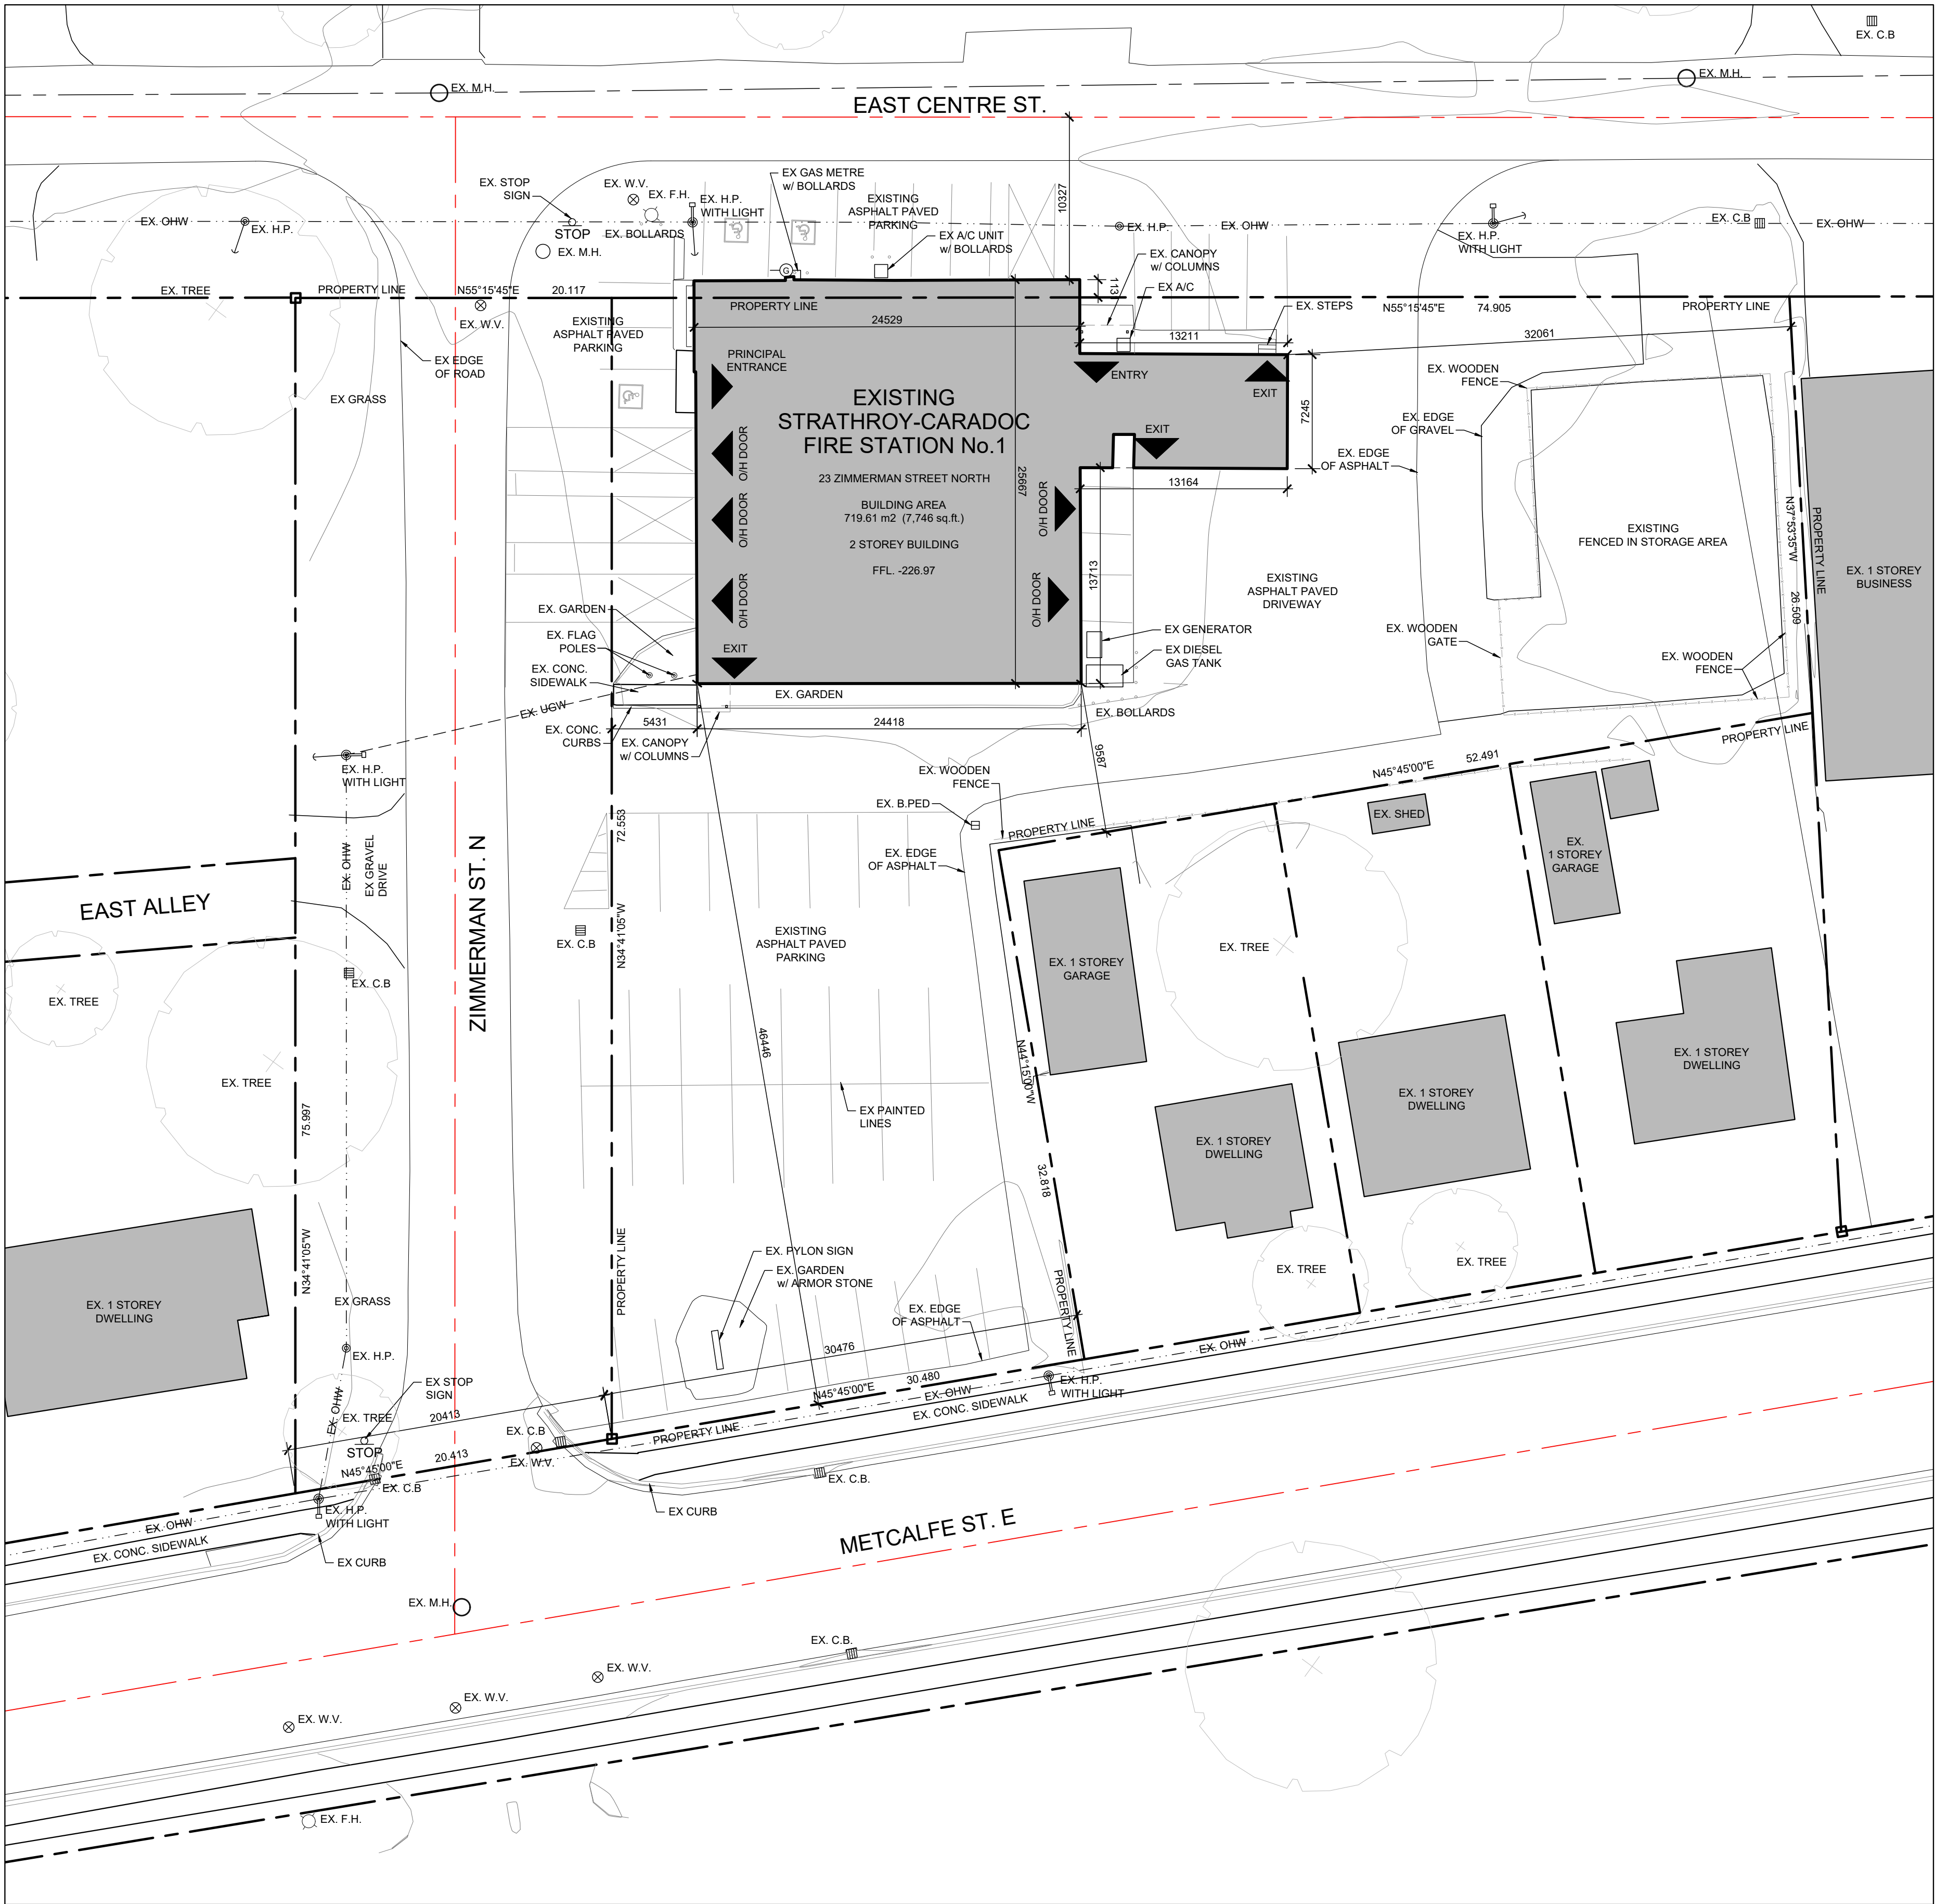 EX. C.B
EX. M.H.
EX. M.H.
EAST CENTRE ST.
EX. STOP
SIGN
EX. W.V.
EX. F.H.
EX. H.P.
WITH LIGHT
EX GAS METRE
w/ BOLLARDS
EXISTING
ASPHALT PAVED
PARKING
10327
EX. OHW
EX. H.P.
STOP
EX. BOLLARDS
EX. M.H.
EX A/C UNIT
w/ BOLLARDS
EX. H.P.
EX. OHW
EX. H.P.
WITH LIGHT
EX. C.B
EX. OHW
G
EX. CANOPY
w/ COLUMNS
EX A/C
EX. TREE
PROPERTY LINE
N55°15'45"E
20.117
EX. W.V.
PROPERTY LINE
EX. STEPS
N55°15'45"E
74.905
PROPERTY LINE
EXISTING
ASPHALT PAVED
PARKING
24529
13211
32061
EX EDGE
OF ROAD
EX GRASS
PRINCIPAL
ENTRANCE
ENTRY
EXIT
7245
EX. WOODEN
FENCE
EXISTING
STRATHROY-CARADOC
FIRE STATION No.1
23 ZIMMERMAN STREET NORTH
BUILDING AREA
719.61 m2 (7,746 sq.ft.)
2 STOREY BUILDING
FFL. -226.97
O/H DOOR
O/H DOOR
O/H DOOR
25667
EXIT
13164
O/H DOOR
O/H DOOR
13713
EX. EDGE
OF GRAVEL
EX. EDGE
OF ASPHALT
EXISTING
FENCED IN STORAGE AREA
N37°53'35"W
26.509
PROPERTY LINE
EX. 1 STOREY
BUSINESS
EXISTING
ASPHALT PAVED
DRIVEWAY
EX. GARDEN
EX. FLAG
POLES
EX. CONC.
SIDEWALK
EXIT
EX GENERATOR
EX DIESEL
GAS TANK
EX. WOODEN
GATE
EX. WOODEN
FENCE
EX. GARDEN
EX. UGW
EX. CONC.
CURBS
5431
24418
EX. BOLLARDS
EX. CANOPY
w/ COLUMNS
9587
EX. H.P.
WITH LIGHT
EX. WOODEN
FENCE
N45°45'00"E
52.491
PROPERTY LINE
EX. B.PED
PROPERTY LINE
EX. SHED
72.553
EX. EDGE
OF ASPHALT
EX.
1 STOREY
GARAGE
EX. OHW
EX GRAVEL
DRIVE
ZIMMERMAN ST. N
EAST ALLEY
N34°41'05"W
EX. C.B
EXISTING
ASPHALT PAVED
PARKING
EX. 1 STOREY
GARAGE
EX. TREE
EX. TREE
EX. C.B
46446
N44°15'00"W
EX. 1 STOREY
DWELLING
EX. TREE
75.997
EX PAINTED
LINES
EX. 1 STOREY
DWELLING
EX. 1 STOREY
DWELLING
32.818
N34°41'05"W
PROPERTY LINE
EX. PYLON SIGN
EX. GARDEN
w/ ARMOR STONE
PROPERTY LINE
EX. TREE
EX. TREE
EX. 1 STOREY
DWELLING
EX GRASS
EX. EDGE
OF ASPHALT
EX. H.P.
30476
EX. OHW
EX STOP
SIGN
EX. OHW
EX. TREE
STOP
20413
N45°45'00"E
30.480
EX. OHW
EX. CONC. SIDEWALK
EX. H.P.
WITH LIGHT
EX. C.B
PROPERTY LINE
EX. W.V.
N45°45'00"E
20.413
EX. C.B
EX. C.B.
EX. H.P.
WITH LIGHT
EX. OHW
EX. CONC. SIDEWALK
EX CURB
EX CURB
METCALFE ST. E
EX. M.H.
EX. C.B.
EX. W.V.
EX. W.V.
EX. W.V.
EX. F.H.